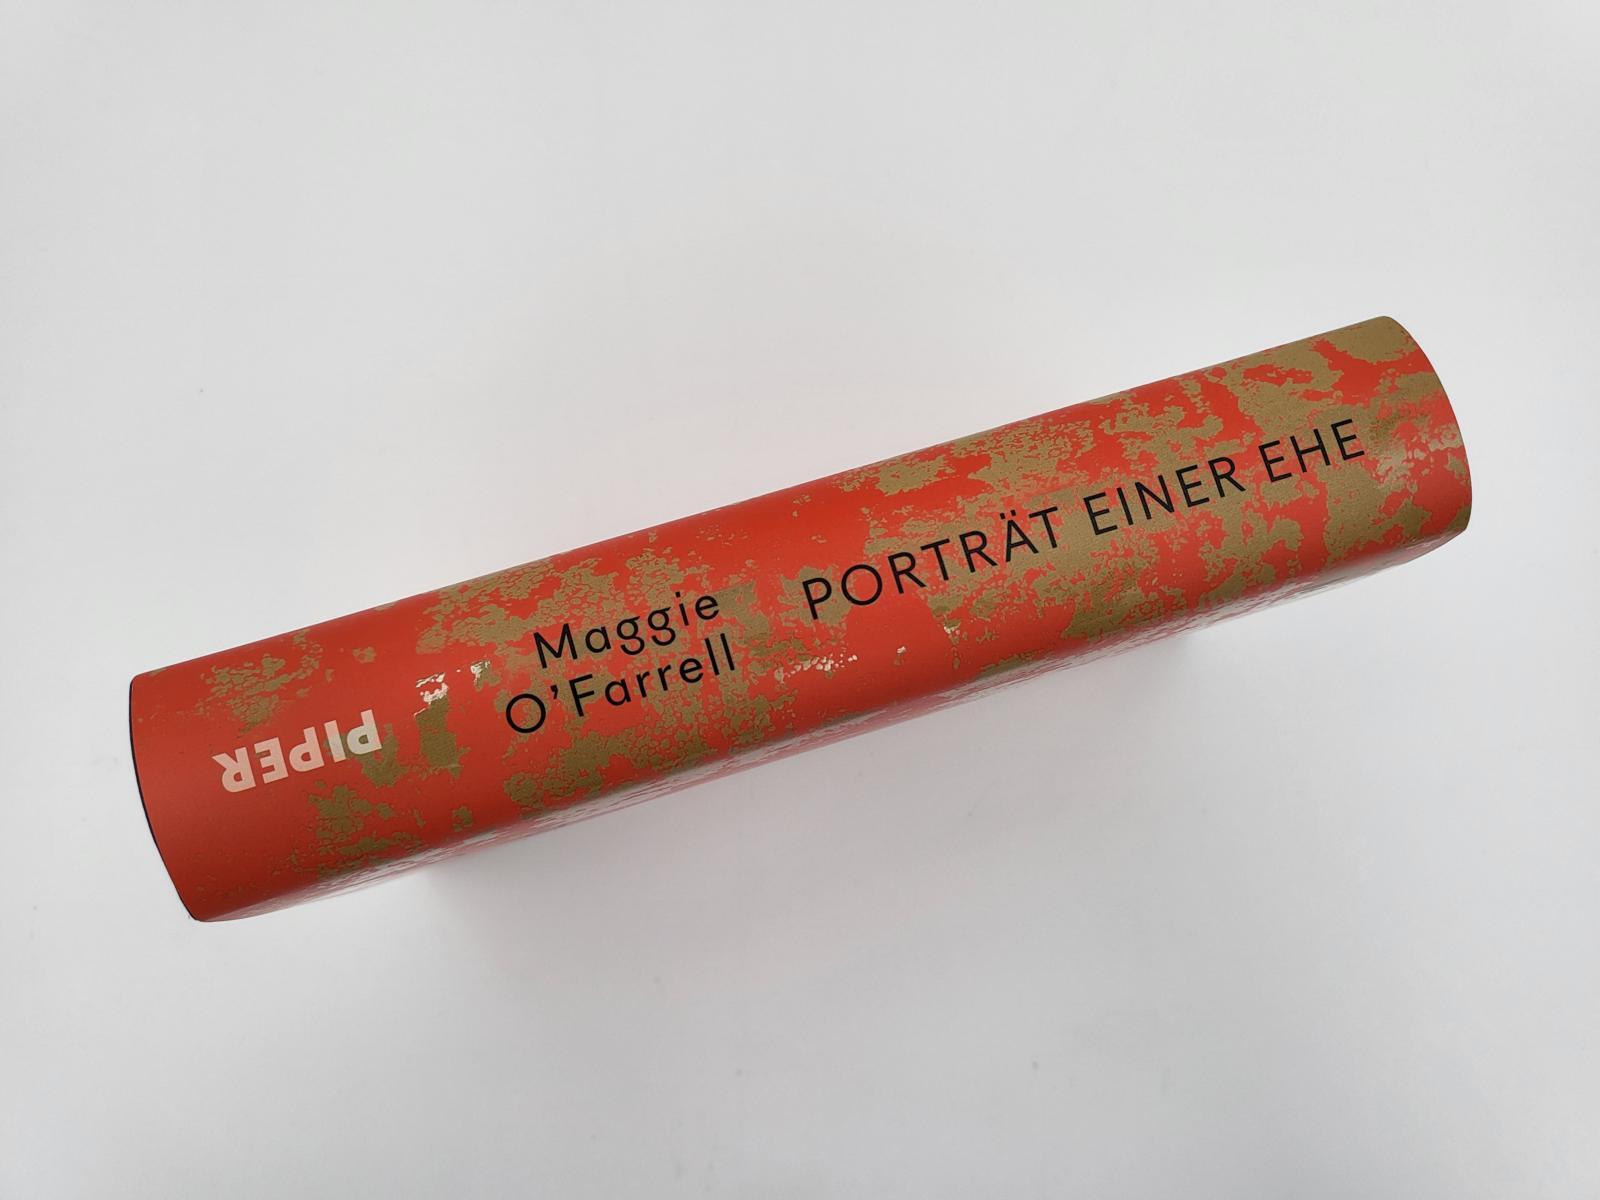 Maggie
O’Farrell
PORTRÄT EINER EHE
PIPER